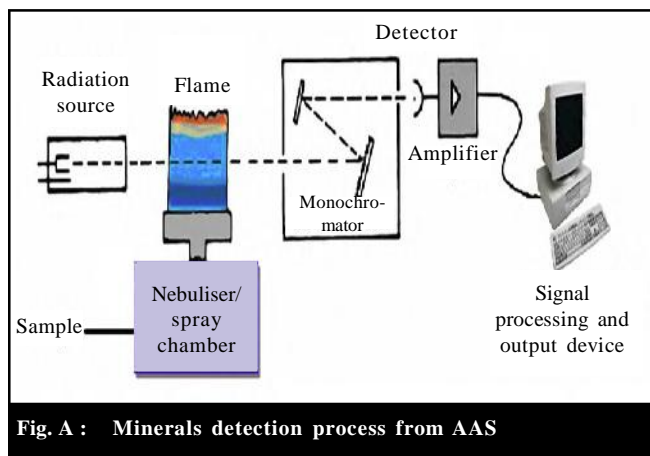 Detector
Radiation
source
Flame
Amplifier
Monochro-
mator
Nebuliser/
spray
chamber
Sample
Signal
processing and
output device
Fig. A : Minerals detection process from AAS